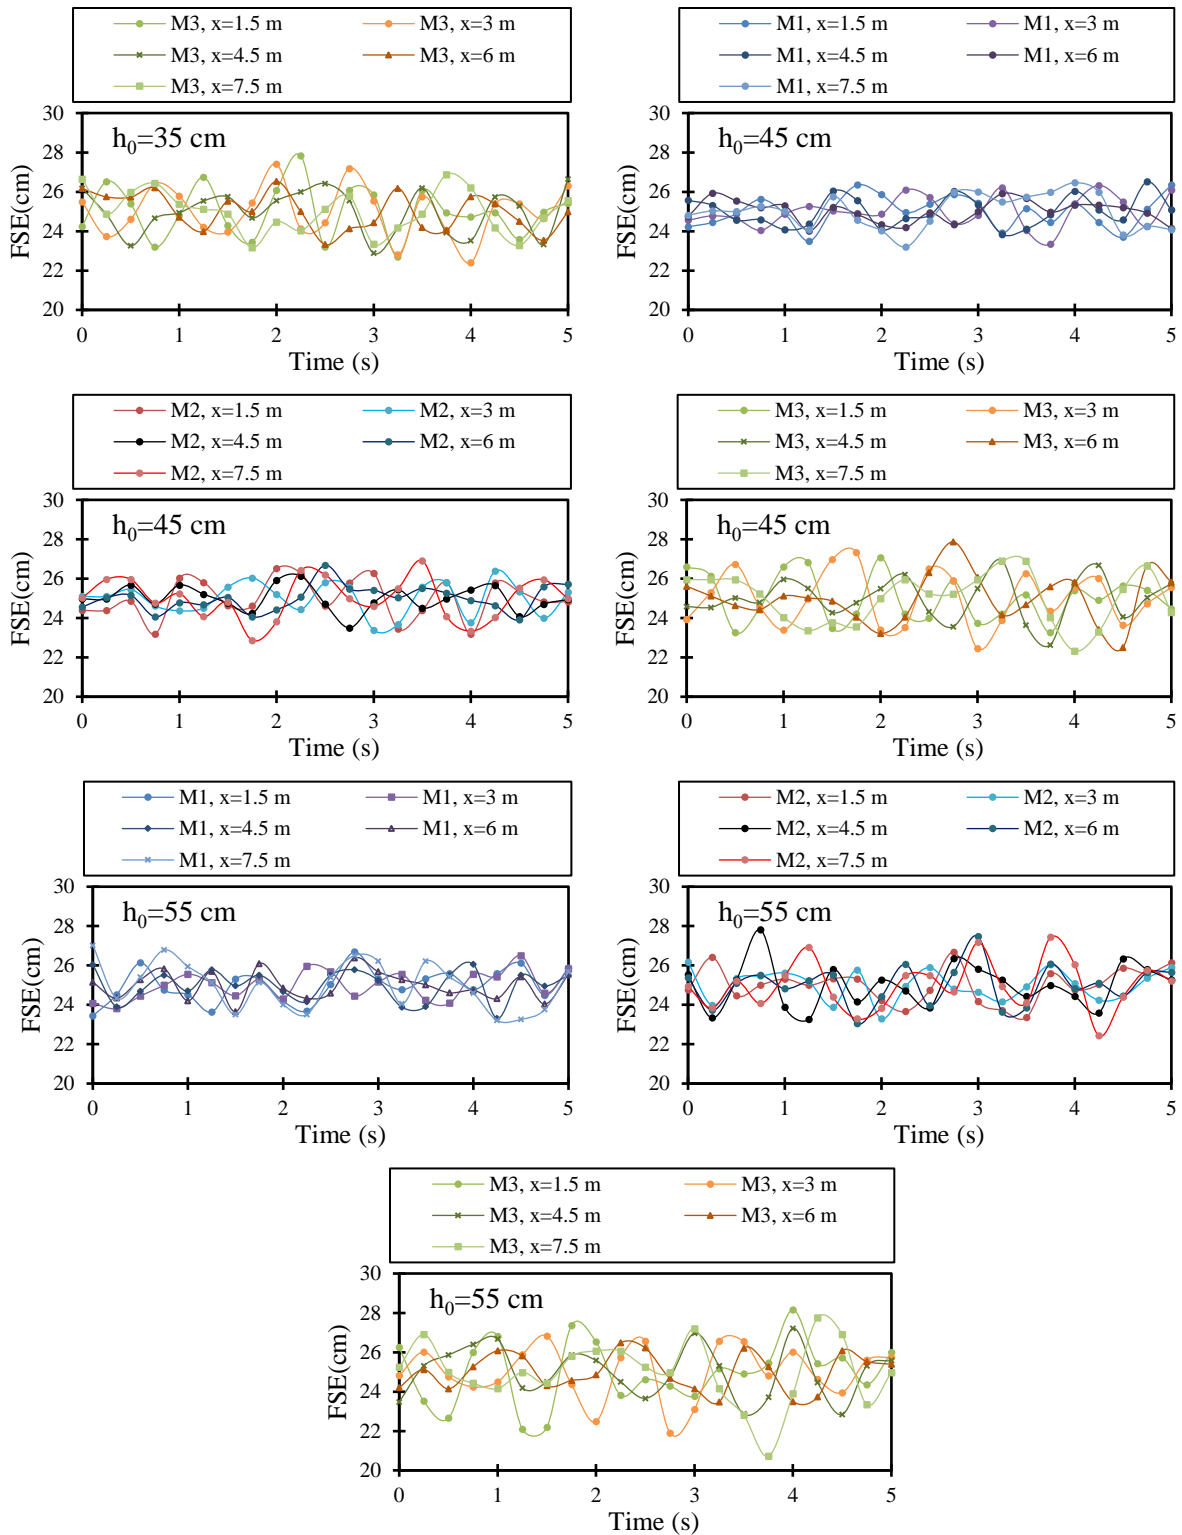 M3, x=1.5 m M3, x=3 m
M3, x=4.5 m M3, x=6 m
M3, x=7.5 m
30
28
26
24
22
20
FSE(cm)
h₀=35 cm
0 1 2 3 4 5
Time (s)
M1, x=1.5 m M1, x=3 m
M1, x=4.5 m M1, x=6 m
M1, x=7.5 m
30
28
26
24
22
20
FSE(cm)
h₀=45 cm
0 1 2 3 4 5
Time (s)
M2, x=1.5 m M2, x=3 m
M2, x=4.5 m M2, x=6 m
M2, x=7.5 m
30
28
26
24
22
20
FSE(cm)
h₀=45 cm
0 1 2 3 4 5
Time (s)
M3, x=1.5 m M3, x=3 m
M3, x=4.5 m M3, x=6 m
M3, x=7.5 m
30
28
26
24
22
20
FSE(cm)
h₀=45 cm
0 1 2 3 4 5
Time (s)
M1, x=1.5 m M1, x=3 m
M1, x=4.5 m M1, x=6 m
M1, x=7.5 m
30
28
26
24
22
20
FSE(cm)
h₀=55 cm
0 1 2 3 4 5
Time (s)
M2, x=1.5 m M2, x=3 m
M2, x=4.5 m M2, x=6 m
M2, x=7.5 m
30
28
26
24
22
20
FSE(cm)
h₀=55 cm
0 1 2 3 4 5
Time (s)
M3, x=1.5 m M3, x=3 m
M3, x=4.5 m M3, x=6 m
M3, x=7.5 m
30
28
26
24
22
20
FSE(cm)
h₀=55 cm
0 1 2 3 4 5
Time (s)